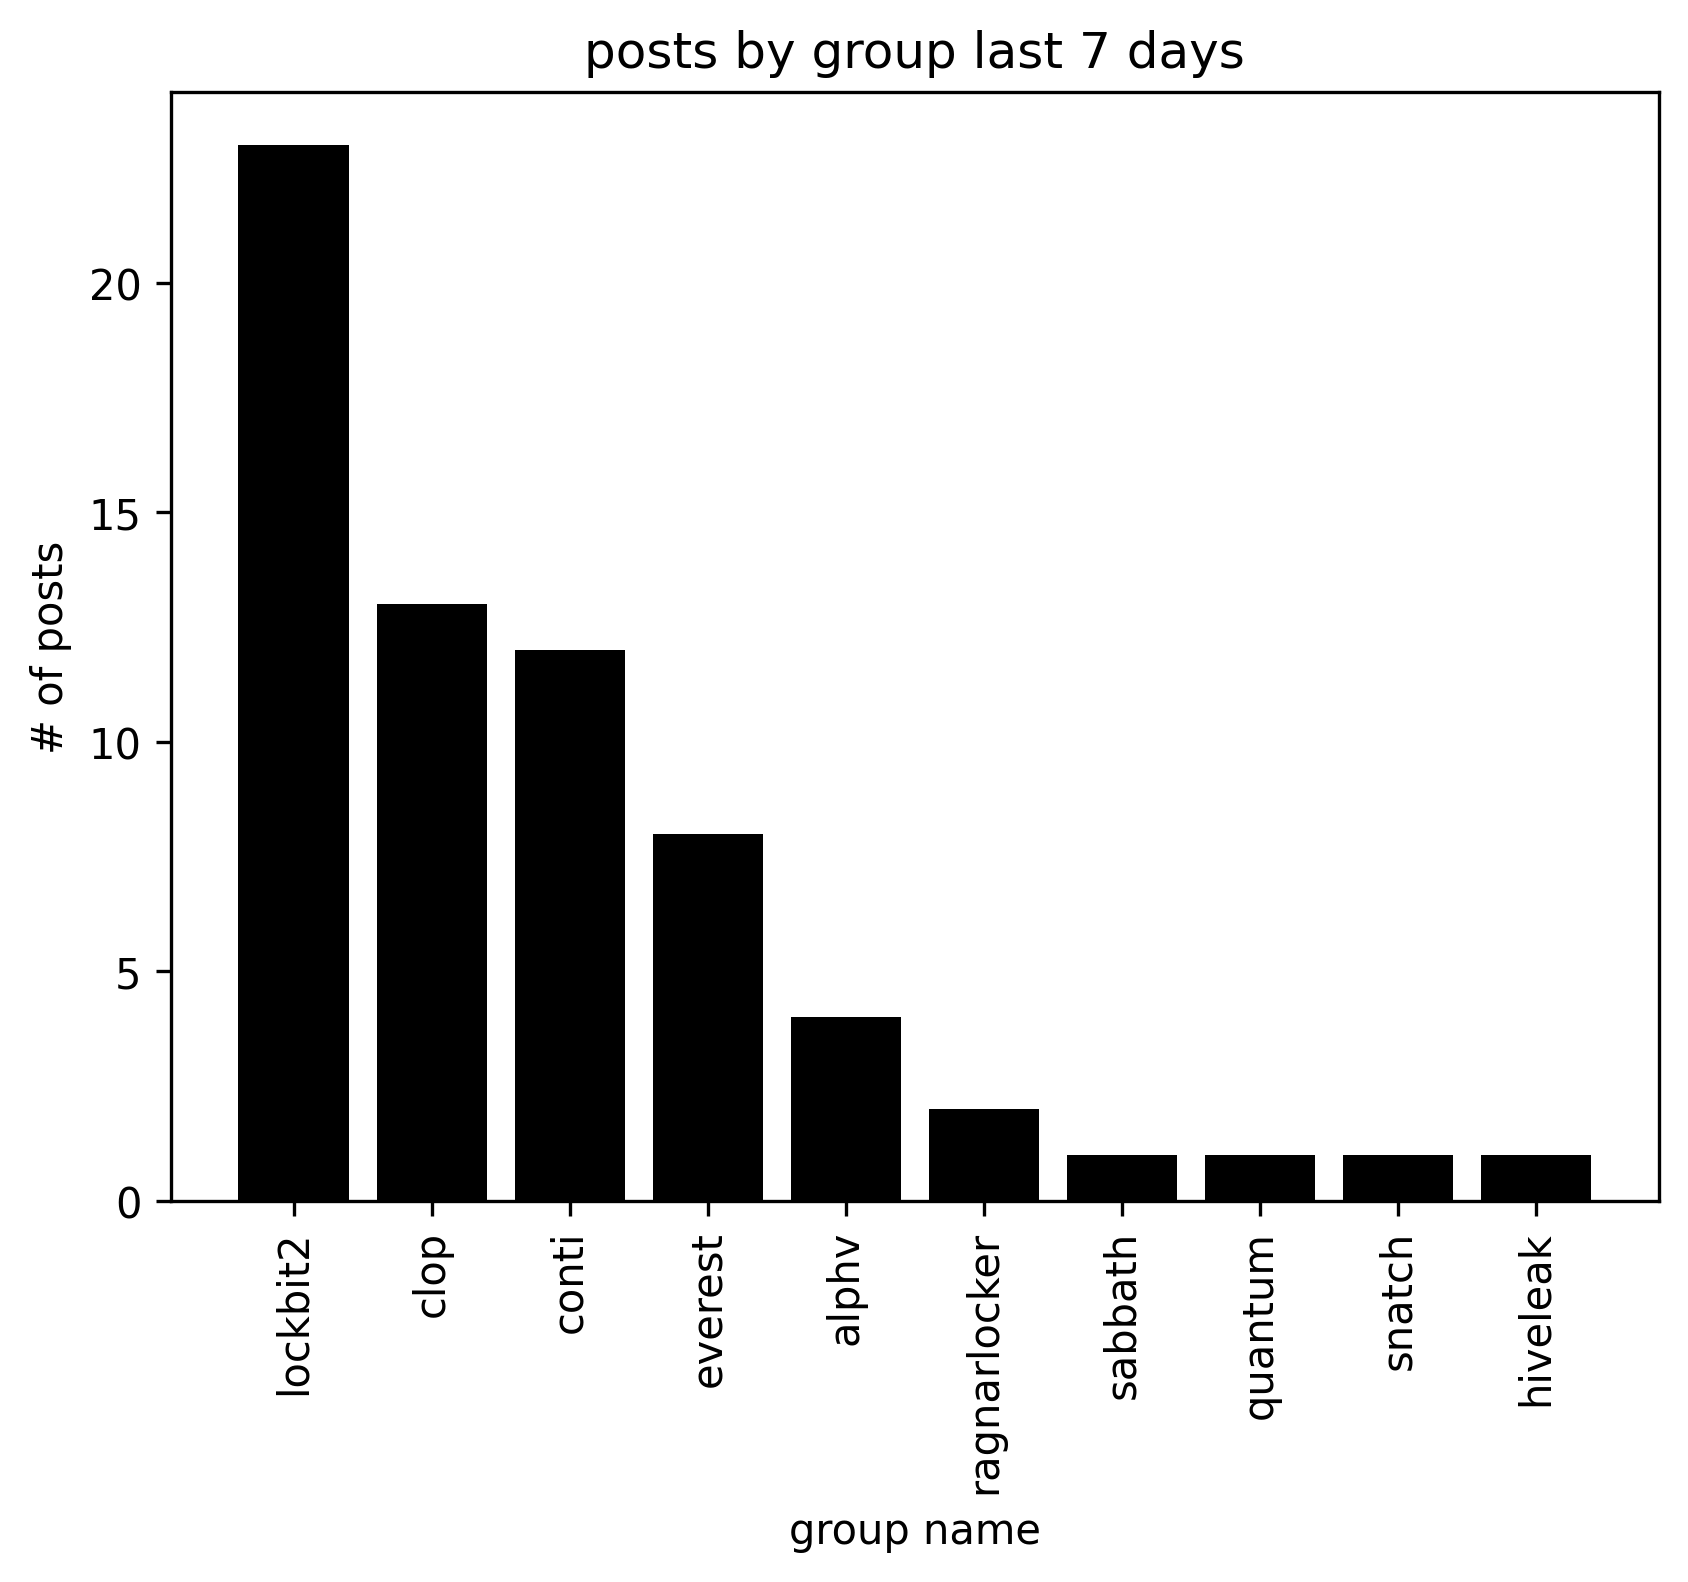 posts by group last 7 days
# of posts
20
15
10
5
0
lockbit2
clop
conti
everest
alphv
ragnarlocker
sabbath
quantum
snatch
hiveleak
group name